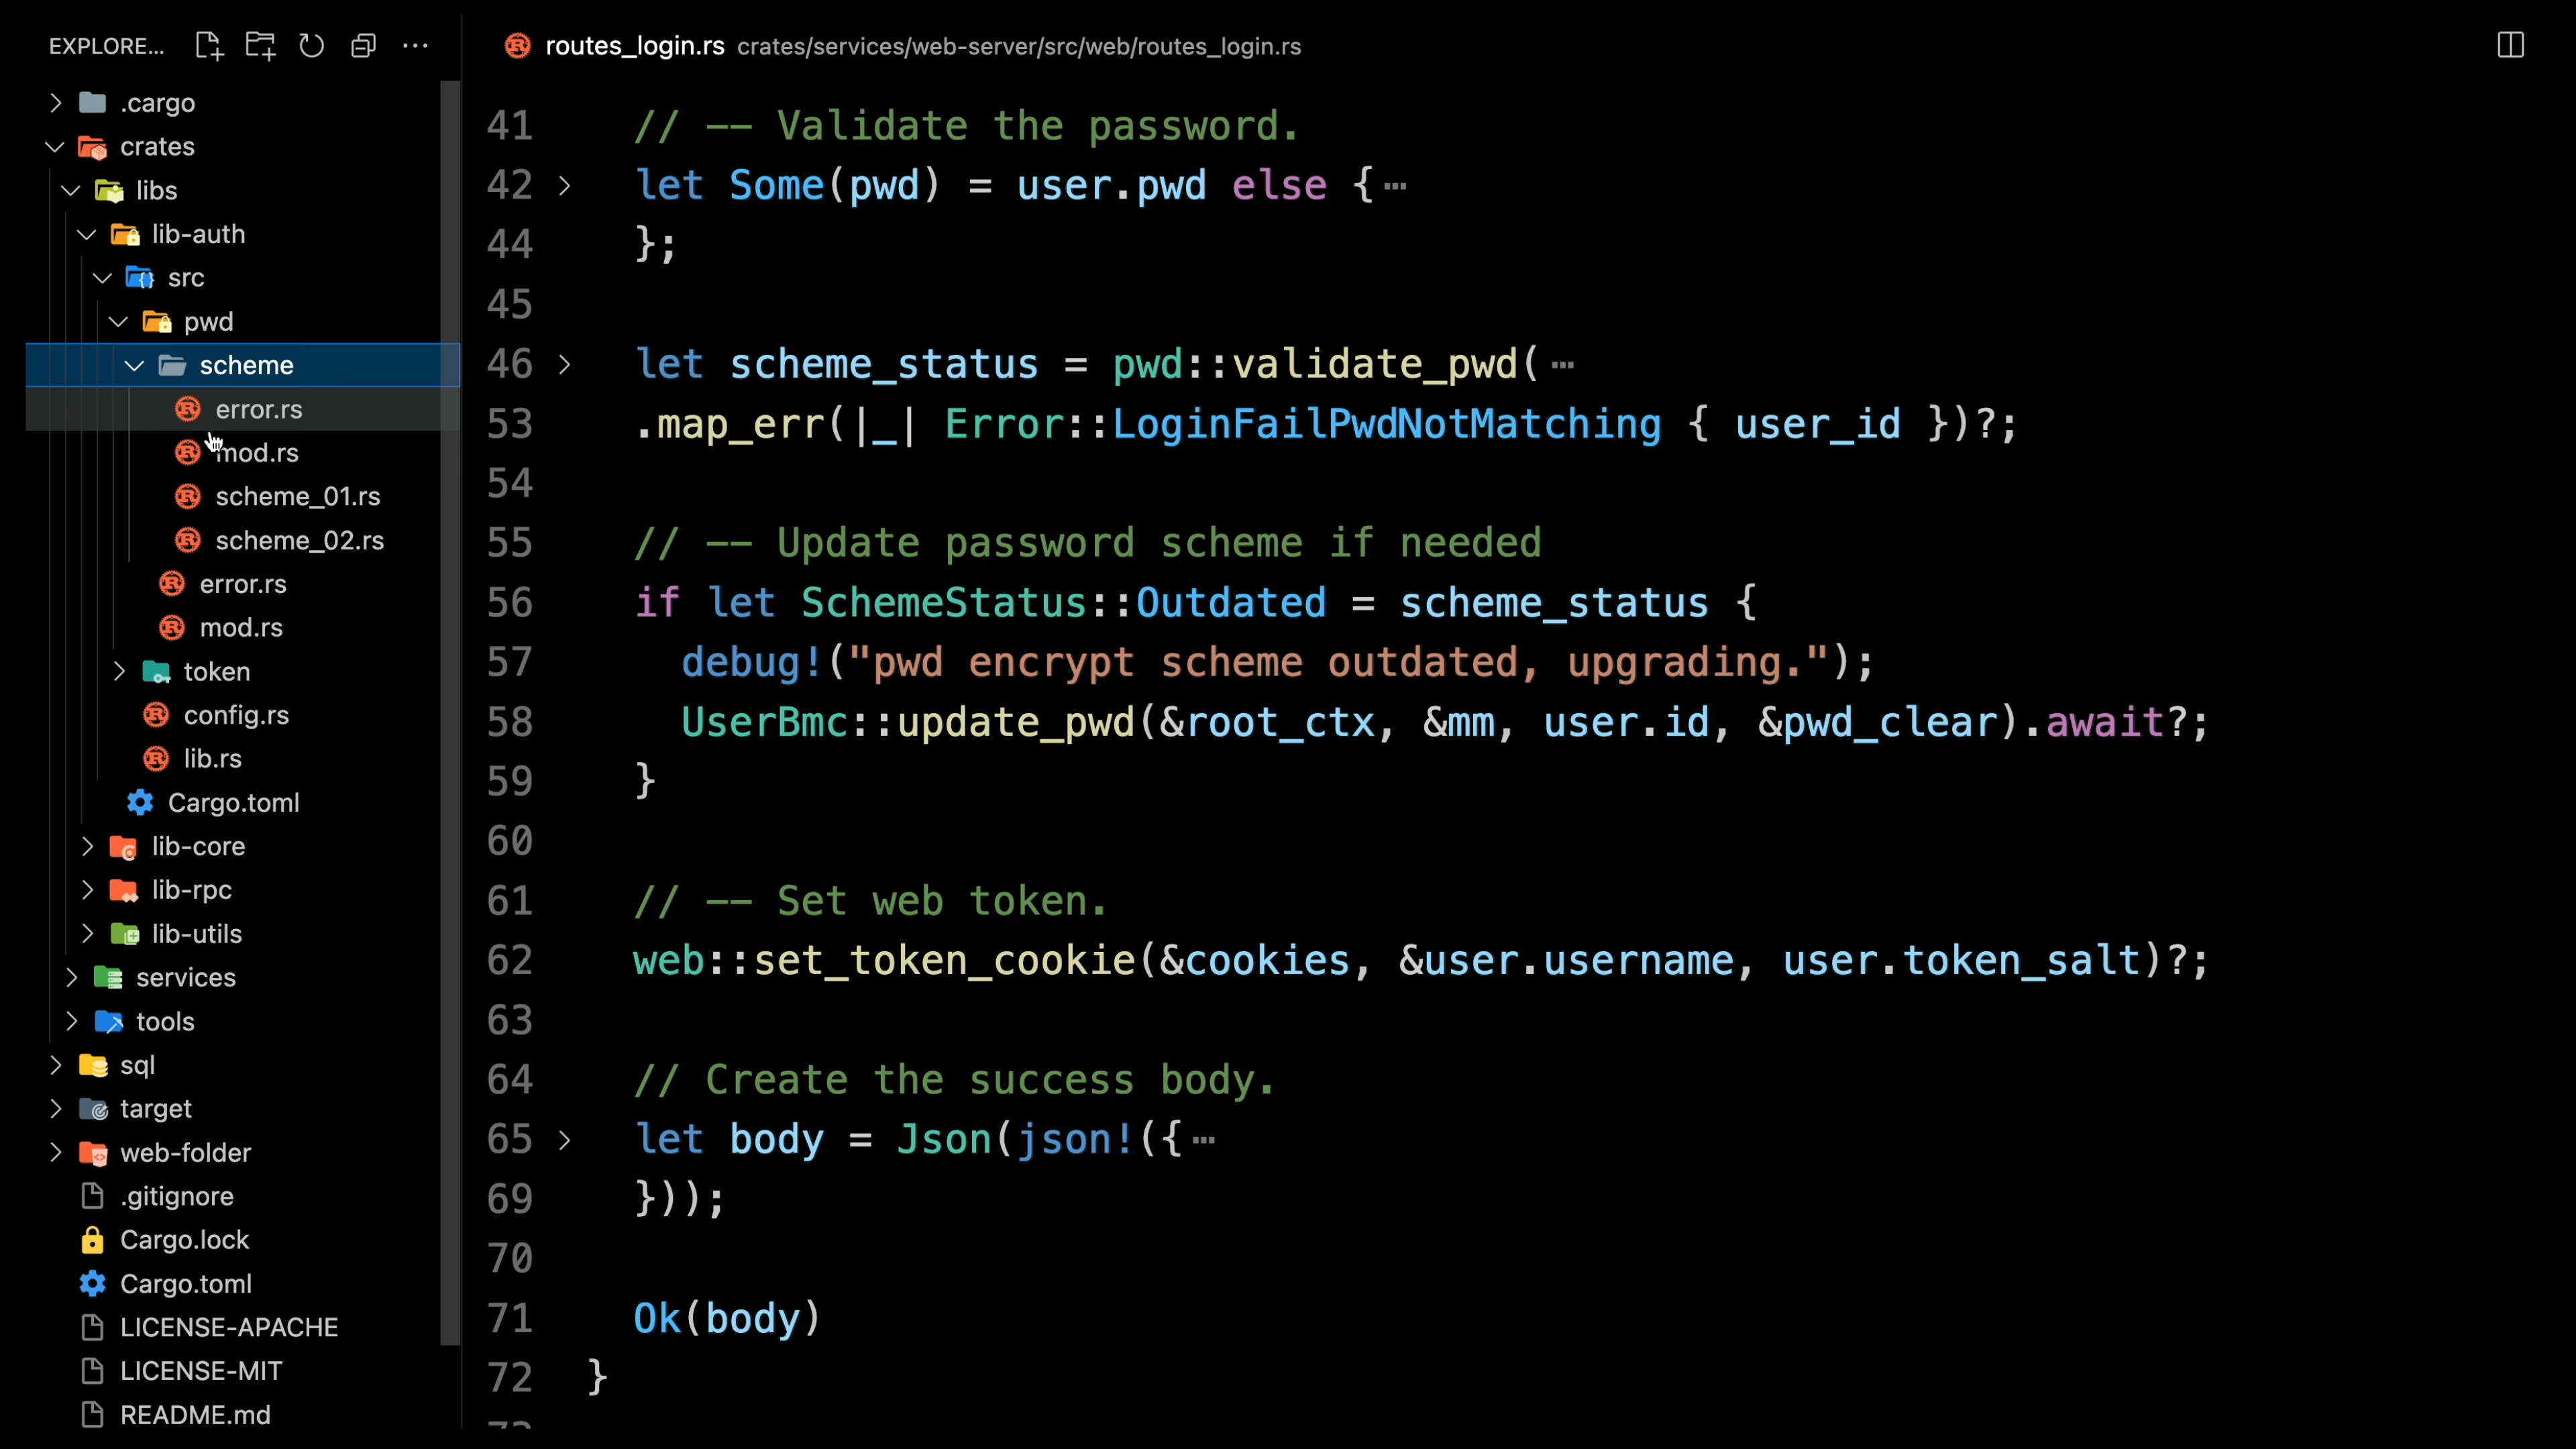 EXPLORE...
.cargo
crates
libs
lib-auth
src
pwd
scheme
error.rs
mod.rs
scheme_01.rs
scheme_02.rs
error.rs
mod.rs
token
config.rs
lib.rs
Cargo.toml
lib-core
lib-rpc
lib-utils
services
tools
sql
target
web-folder
.gitignore
Cargo.lock
Cargo.toml
LICENSE-APACHE
LICENSE-MIT
README.md
routes_login.rs crates/services/web-server/src/web/routes_login.rs
41 // -- Validate the password.
42 > let Some(pwd) = user.pwd else {⋯
44 };
45
46 > let scheme_status = pwd::validate_pwd(⋯
53 .map_err(|_| Error::LoginFailPwdNotMatching { user_id })?;
54
55 // -- Update password scheme if needed
56 if let SchemeStatus::Outdated = scheme_status {
57 debug!("pwd encrypt scheme outdated, upgrading.");
58 UserBmc::update_pwd(&root_ctx, &mm, user.id, &pwd_clear).await?;
59 }
60
61 // -- Set web token.
62 web::set_token_cookie(&cookies, &user.username, user.token_salt)?;
63
64 // Create the success body.
65 > let body = Json(json!({⋯
69 }));
70
71 Ok(body)
72 }